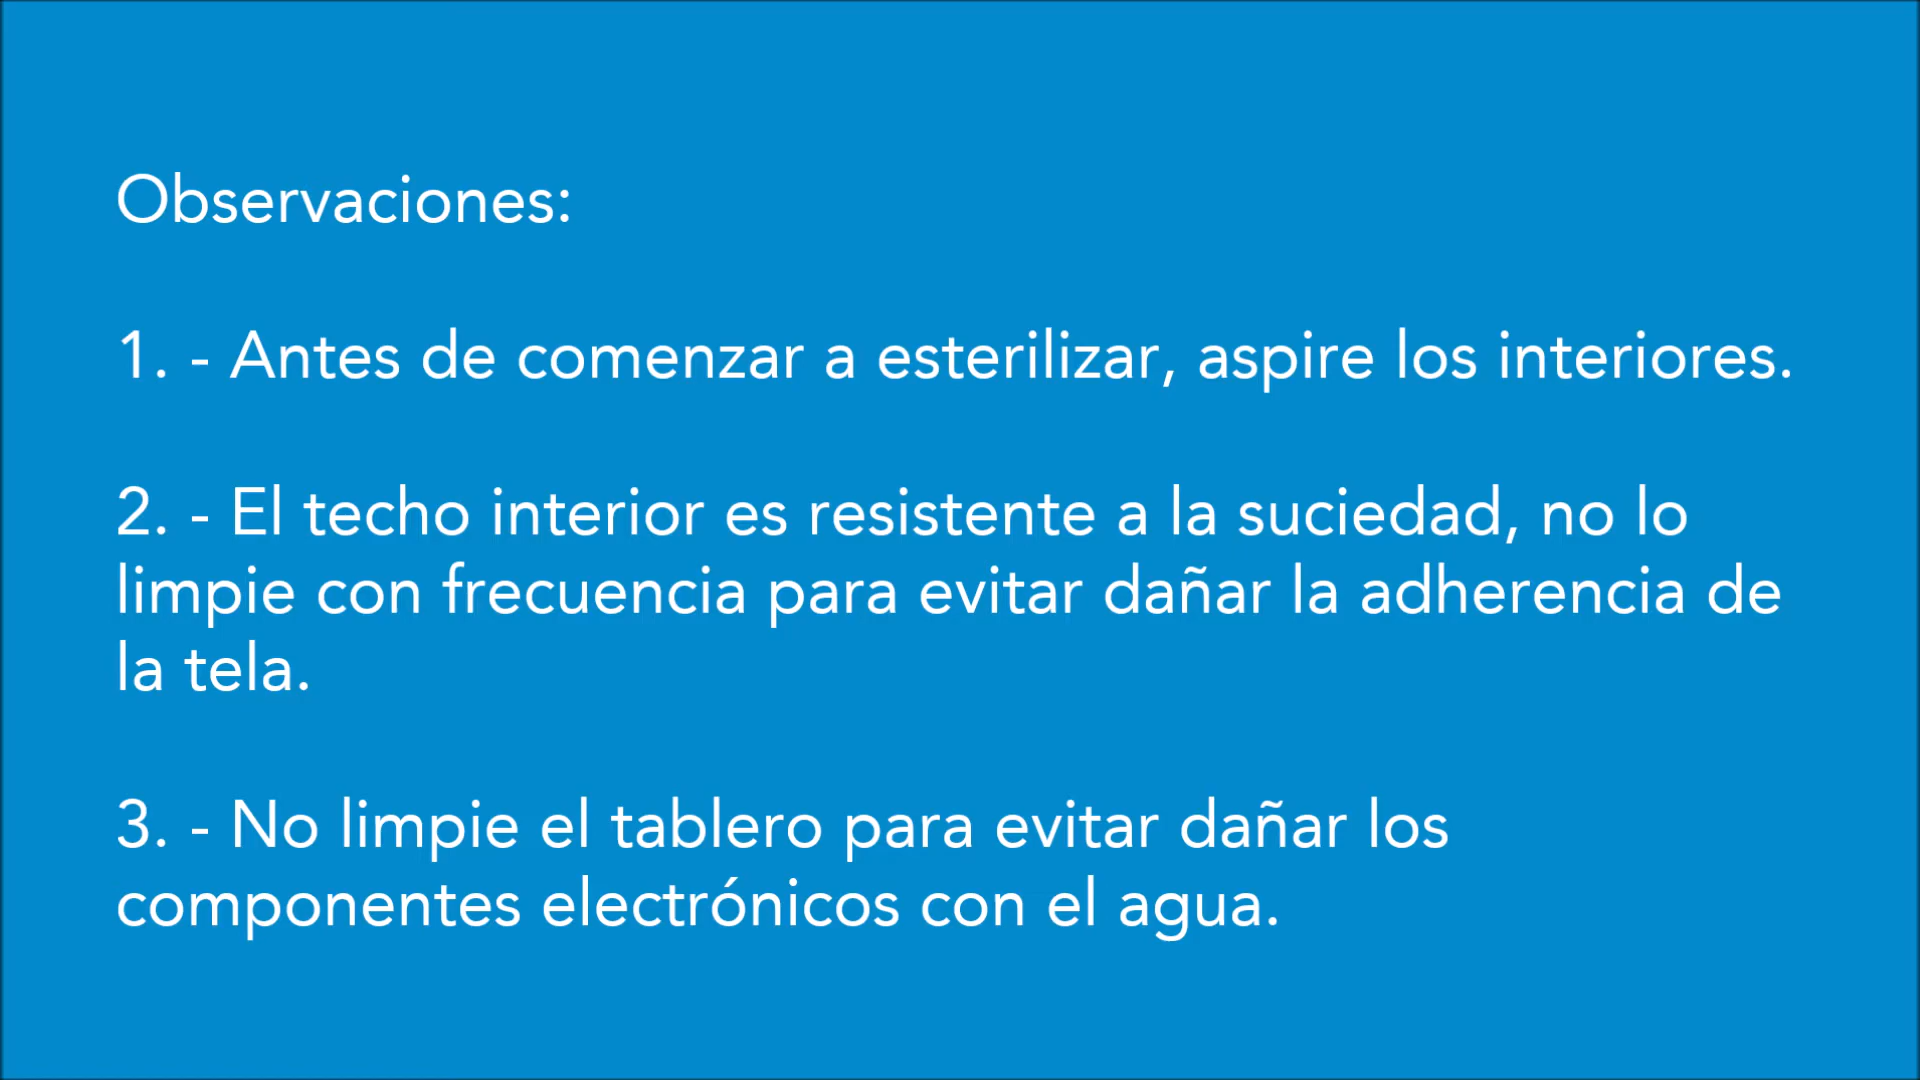 Observaciones:
1. - Antes de comenzar a esterilizar, aspire los interiores.
2. - El techo interior es resistente a la suciedad, no lo
limpie con frecuencia para evitar dañar la adherencia de
la tela.
3. - No limpie el tablero para evitar dañar los
componentes electrónicos con el agua.